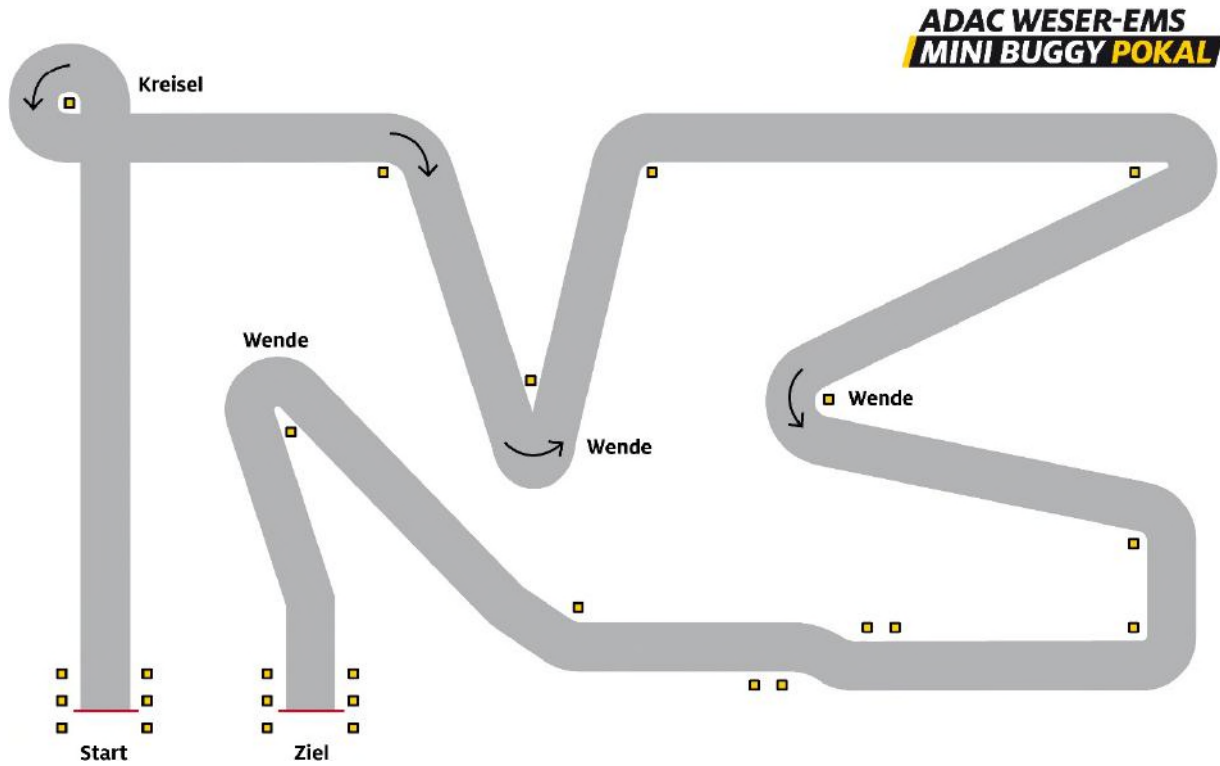 ADAC WESER-EMS
MINI BUGGY POKAL
Kreisel
Wende
Wende
Wende
Start
Ziel